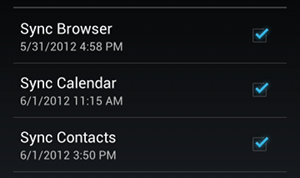 Sync Browser
5/31/2012 4:58 PM
Sync Calendar
6/1/2012 11:15 AM
Sync Contacts
6/1/2012 3:50 PM